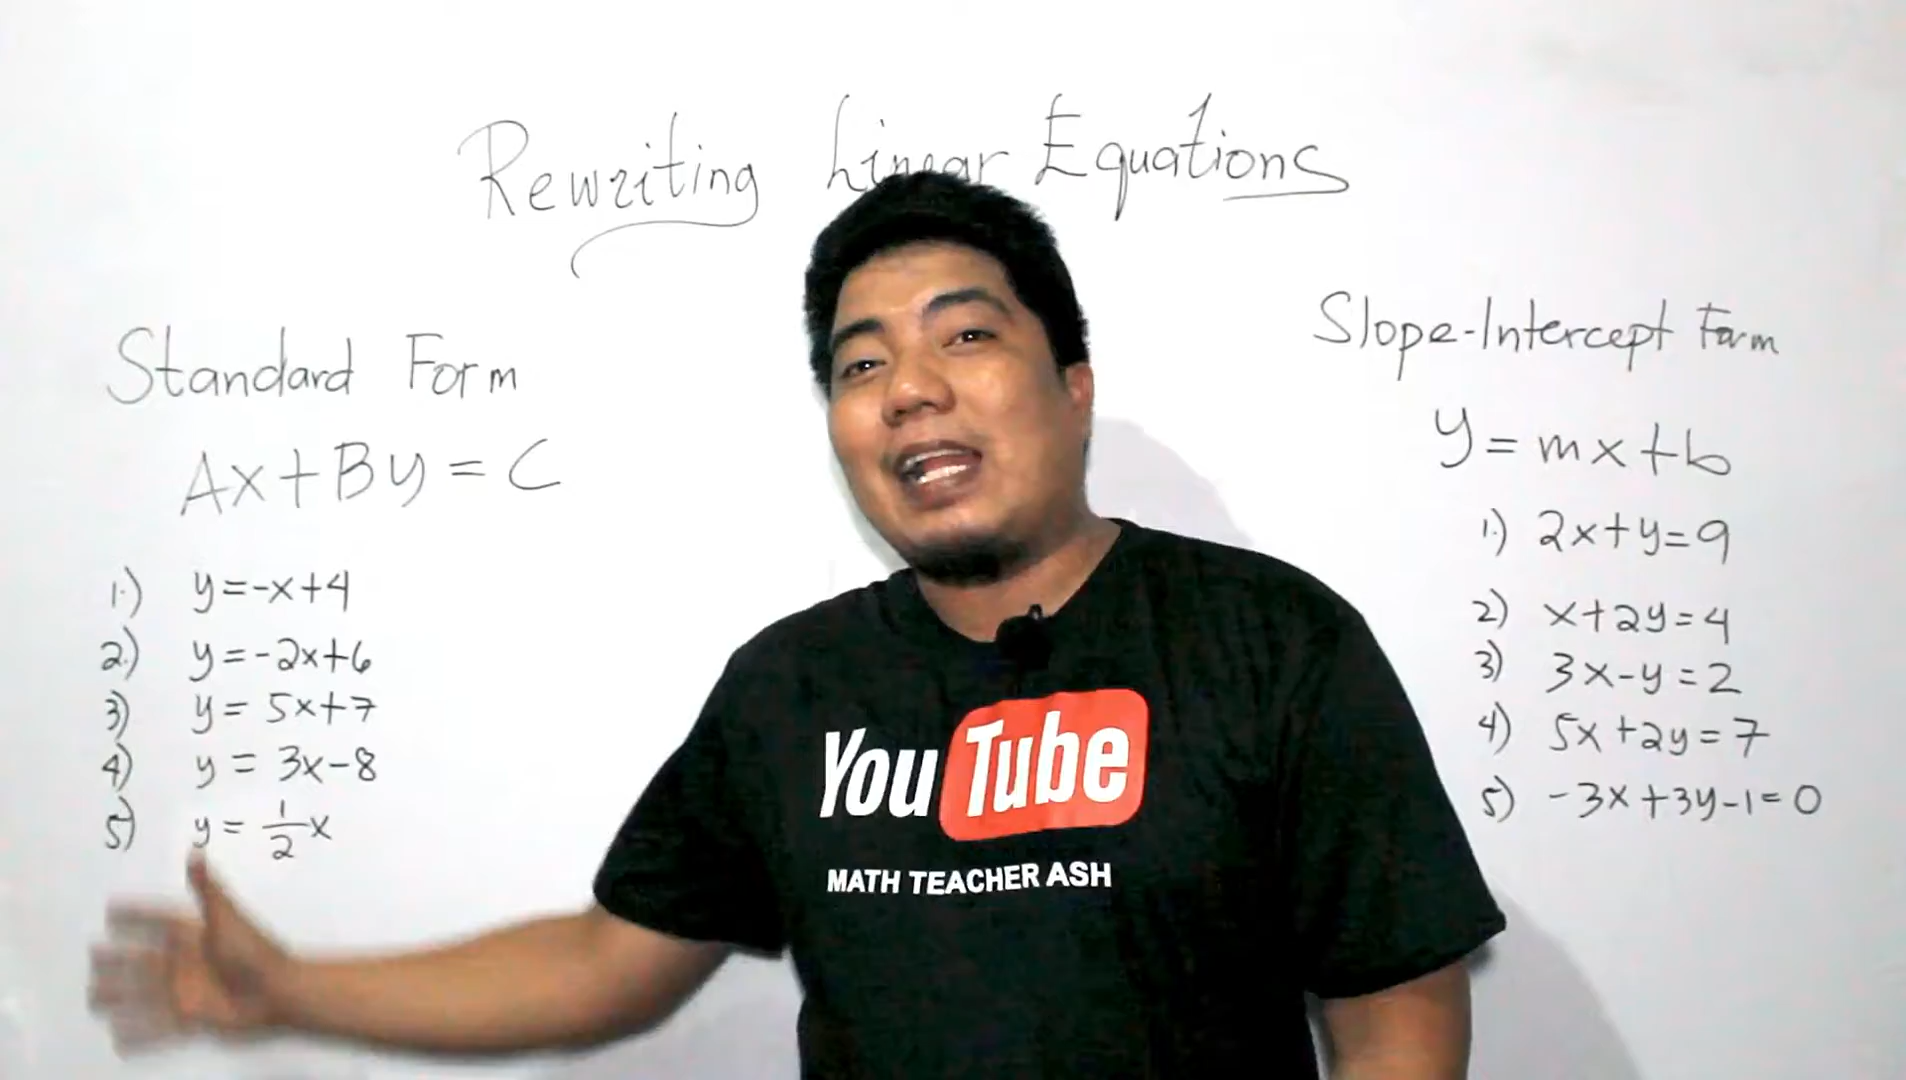 Rewriting Linear Equations
Standard Form
Ax+By=C
1.) y=-x+4
2.) y=-2x+6
3) y=5x+7
4) y=3x-8
5) y=1/2x
Slope-Intercept Form
y=mx+b
1.) 2x+y=9
2) x+2y=4
3) 3x-y=2
4) 5x+2y=7
5) -3x+3y-1=0
YouTube
MATH TEACHER ASH